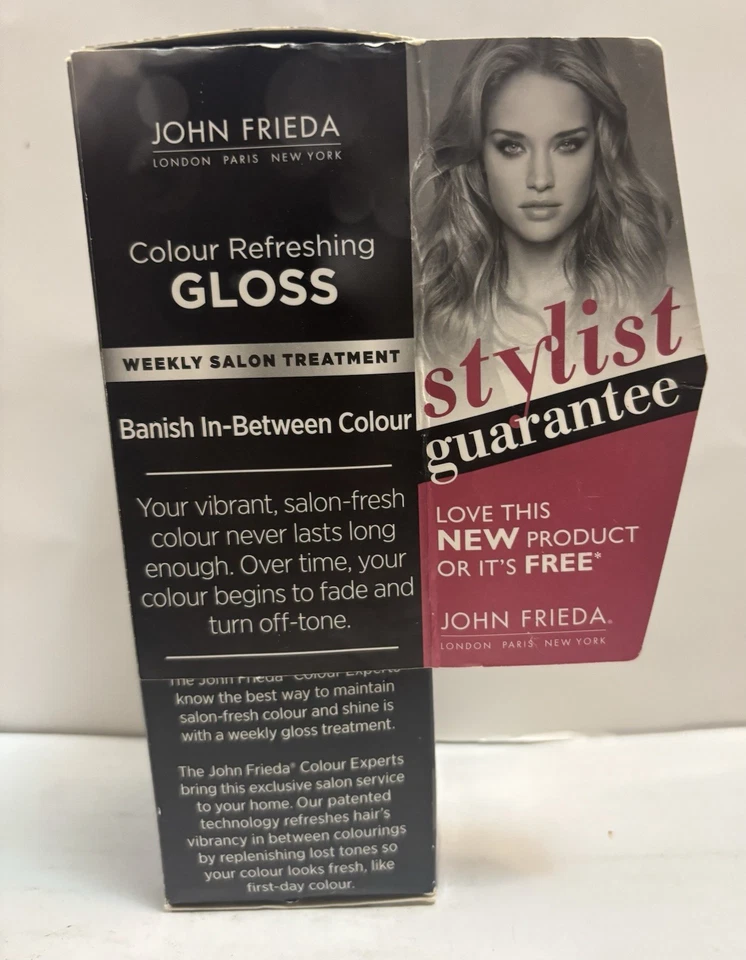 JOHN FRIEDA
LONDON PARIS NEW YORK
Colour Refreshing
GLOSS
WEEKLY SALON TREATMENT
Banish In-Between Colour
Your vibrant, salon-fresh
colour never lasts long
enough. Over time, your
colour begins to fade and
turn off-tone.
The John Frieda® Colour Experts
know the best way to maintain
salon-fresh colour and shine is
with a weekly gloss treatment.
The John Frieda® Colour Experts
bring this exclusive salon service
to your home. Our patented
technology refreshes hair's
vibrancy in between colourings
by replenishing lost tones so
your colour looks fresh, like
first-day colour.
stylist
guarantee
LOVE THIS
NEW PRODUCT
OR IT'S FREE*
JOHN FRIEDA®
LONDON PARIS NEW YORK